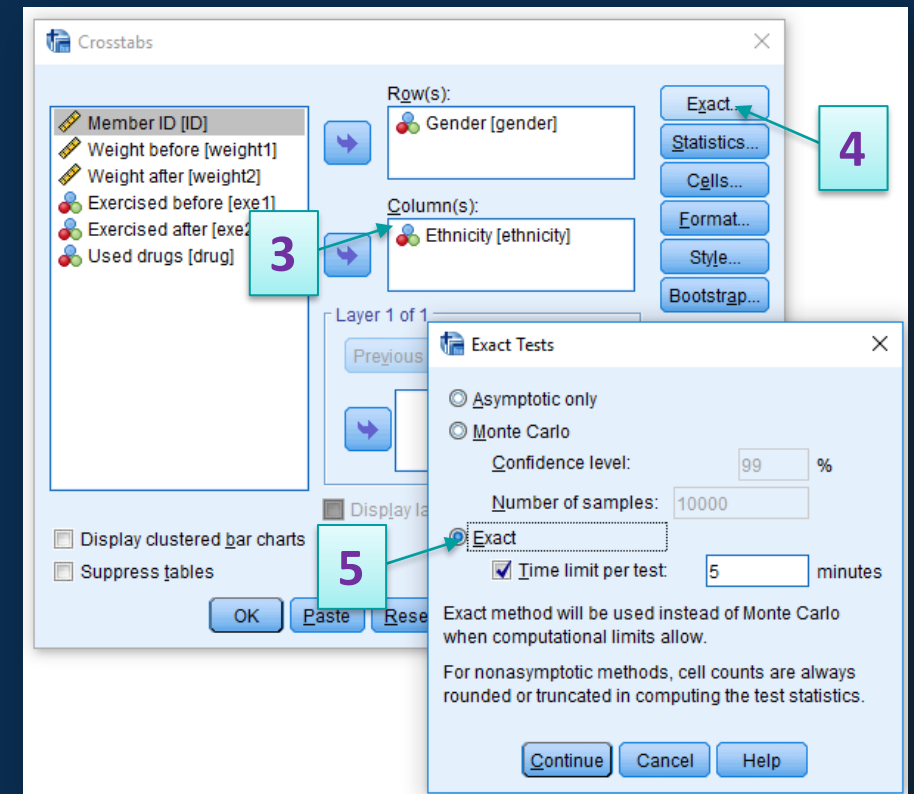 Crosstabs
Row(s):
Member ID [ID]
Weight before [weight1]
Weight after [weight2]
Exercised before [exe1]
Exercised after [exe2
Used drugs [drug]
Gender [gender]
Column(s):
Ethnicity [ethnicity]
Exact...
Statistics...
Cells...
Format...
Style...
Bootstrap...
4
3
Layer 1 of 1
Previous
Display la
Display clustered bar charts
Suppress tables
5
OK
Paste
Rese
Exact Tests
Asymptotic only
Monte Carlo
Confidence level: 99 %
Number of samples: 10000
Exact
Time limit per test: 5 minutes
Exact method will be used instead of Monte Carlo
when computational limits allow.
For nonasymptotic methods, cell counts are always
rounded or truncated in computing the test statistics.
Continue
Cancel
Help